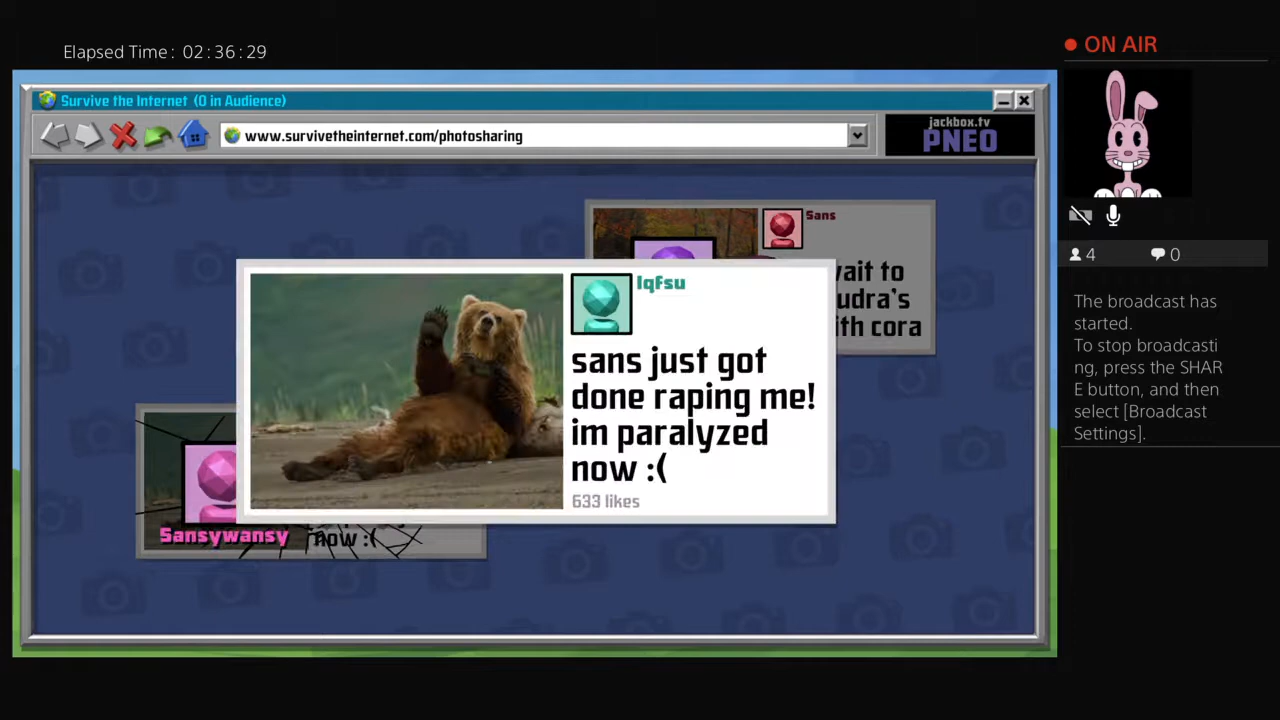 Elapsed Time: 02:36:29
ON AIR
Survive the Internet (0 in Audience)
www.survivetheinternet.com/photosharing
jackbox.tv
PNEO
4
0
The broadcast has
started.
To stop broadcasti
ng, press the SHAR
E button, and then
select [Broadcast
Settings].
Sans
wait to
udra's
ith cora
lqfsu
sans just got
done raping me!
im paralyzed
now :(
633 likes
Sansywansy
now :(